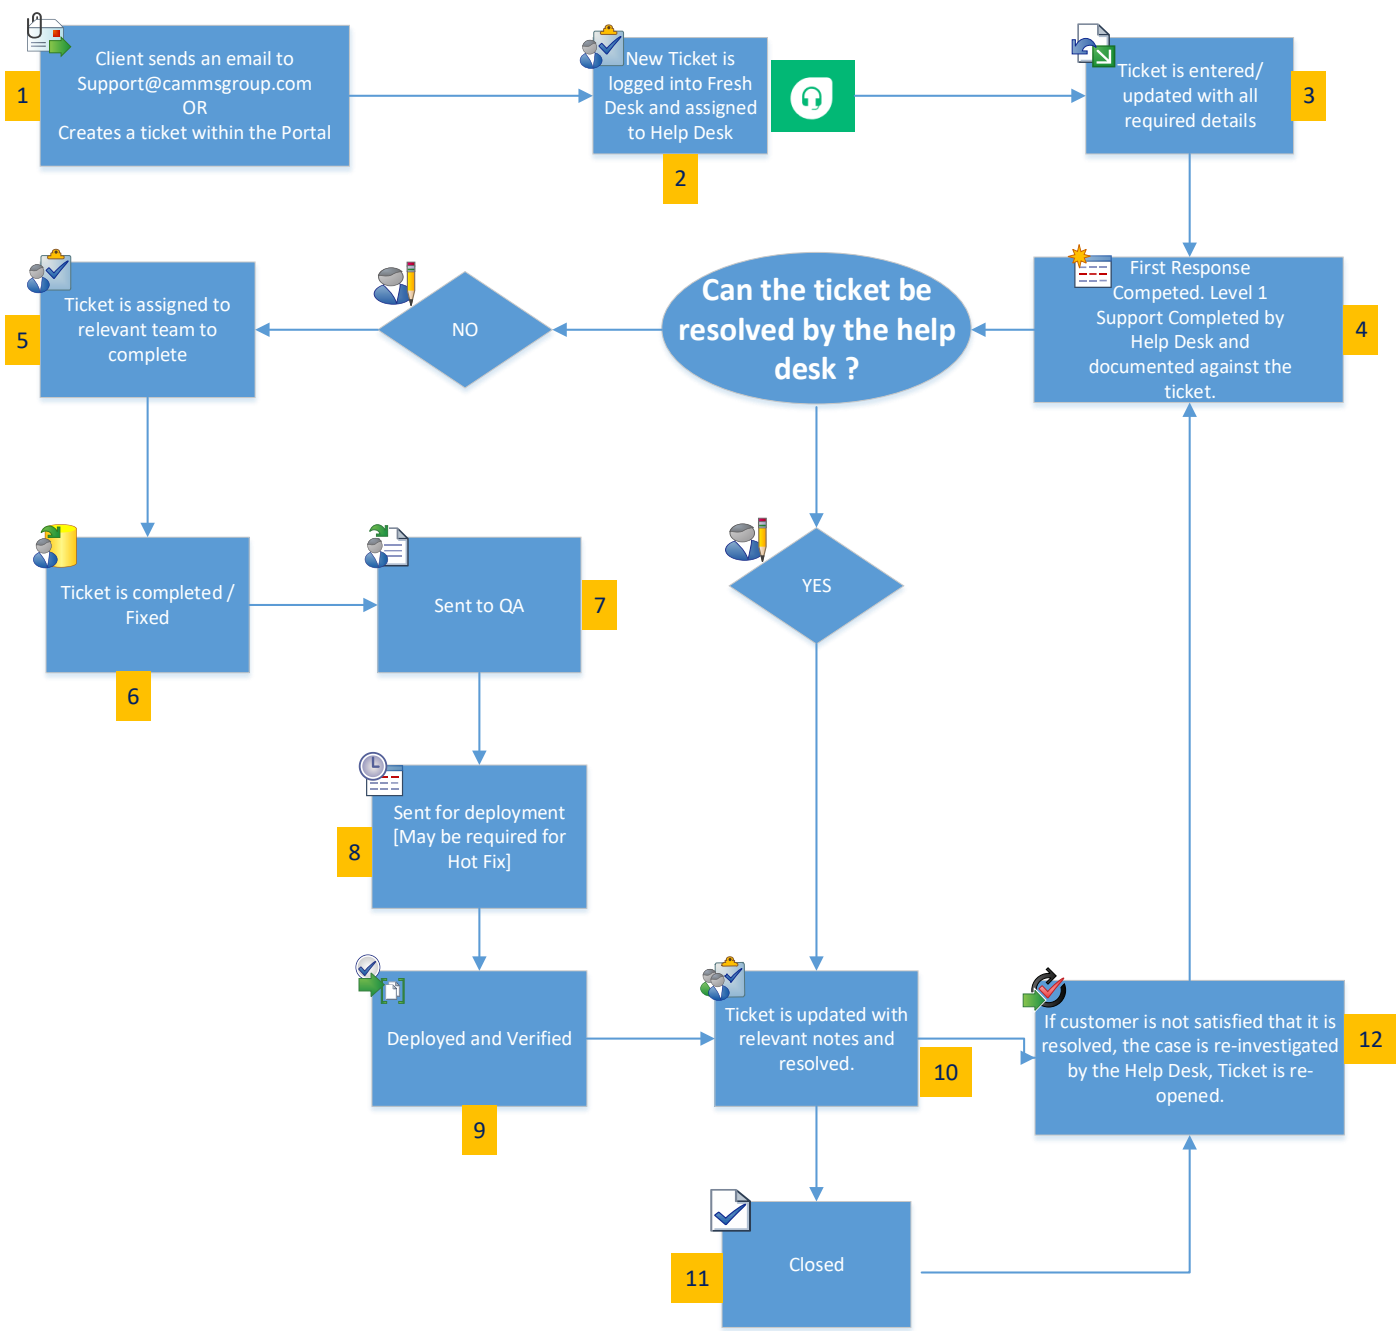 1
Client sends an email to
Support@cammsgroup.com
OR
Creates a ticket within the Portal
New Ticket is
logged into Fresh
Desk and assigned
to Help Desk
2
Ticket is entered/
updated with all
required details
3
First Response
Competed. Level 1
Support Completed by
Help Desk and
documented against the
ticket.
4
Can the ticket be
resolved by the help
desk ?
NO
5
Ticket is assigned to
relevant team to
complete
Ticket is completed /
Fixed
6
Sent to QA
7
YES
8
Sent for deployment
[May be required for
Hot Fix]
Deployed and Verified
9
Ticket is updated with
relevant notes and
resolved.
10
If customer is not satisfied that it is
resolved, the case is re-investigated
by the Help Desk, Ticket is re-
opened.
12
11
Closed